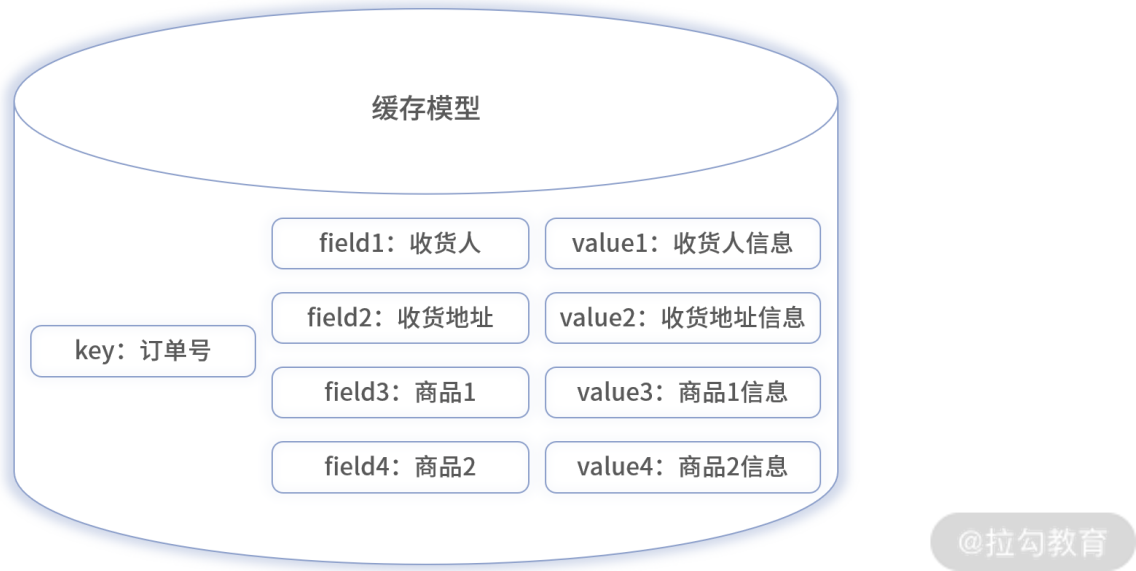 缓存模型
field1：收货人
value1：收货人信息
field2：收货地址
value2：收货地址信息
key：订单号
field3：商品1
value3：商品1信息
field4：商品2
value4：商品2信息
@拉勾教育